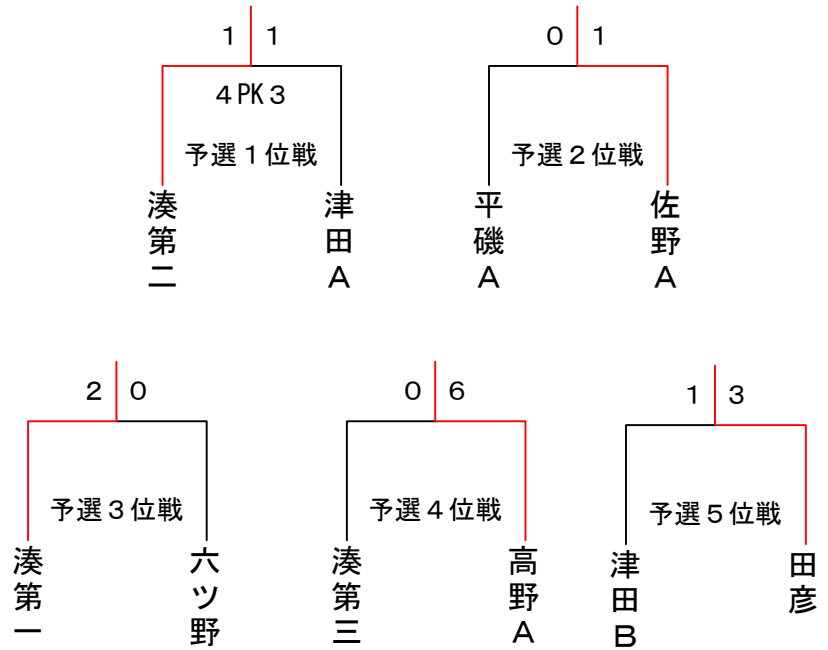 １ １
４ PK ３
予選１位戦
湊第二
津田Ａ
０ １
予選２位戦
平磯Ａ
佐野Ａ
２ ０
予選３位戦
湊第一
六ツ野
０ ６
予選４位戦
湊第三
高野Ａ
１ ３
予選５位戦
津田Ｂ
田彦